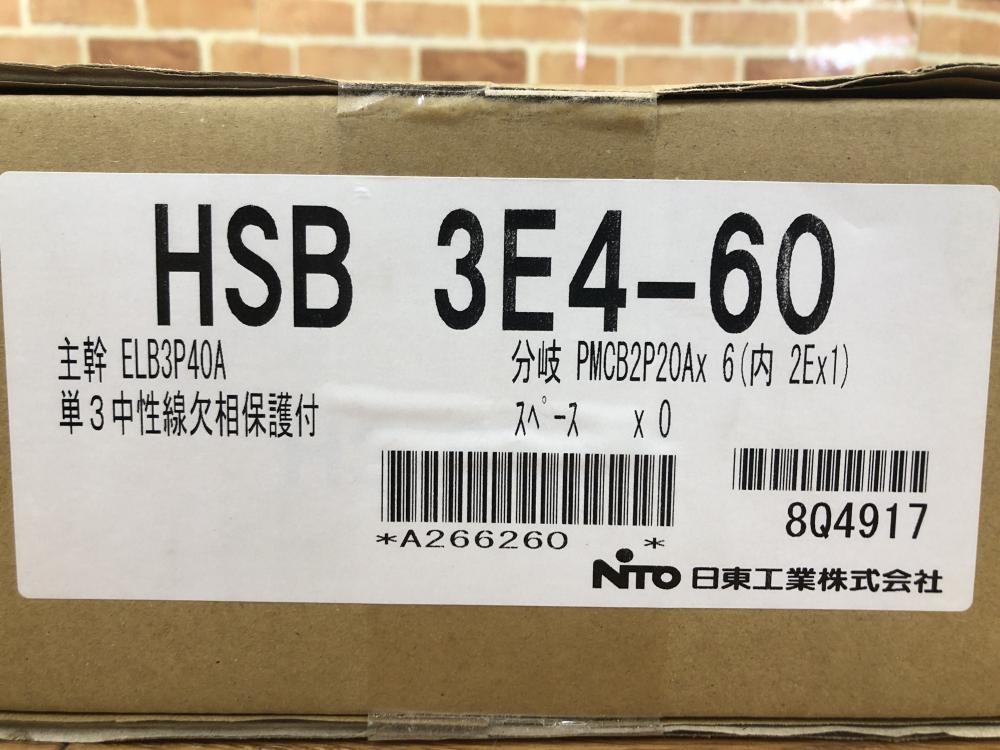 HSB 3E4-60
主幹 ELB3P40A 分岐 PMCB2P20Ax 6(内 2Ex1)
単3中性線欠相保護付 ｽﾍﾟｰｽ x 0
*A266260 *
8Q4917
NITO 日東工業株式会社